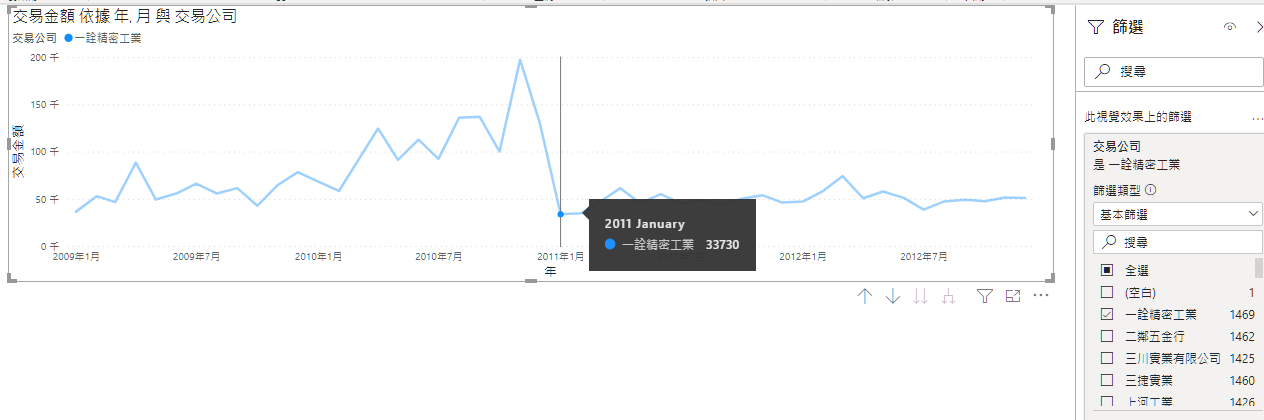 交易金額 依據 年, 月 與 交易公司
交易公司 一詮精密工業
200 千
150 千
100 千
50 千
0 千
交易金額
2009年1月 2009年7月 2010年1月 2010年7月 2011年1月 2012年1月 2012年7月
年
2011 January
一詮精密工業 33730
篩選
搜尋
此視覺效果上的篩選
交易公司
是 一詮精密工業
篩選類型
基本篩選
搜尋
全選
(空白) 1
一詮精密工業 1469
二鄰五金行 1462
三川實業有限公司 1425
三捷實業 1460
上河工業 1426